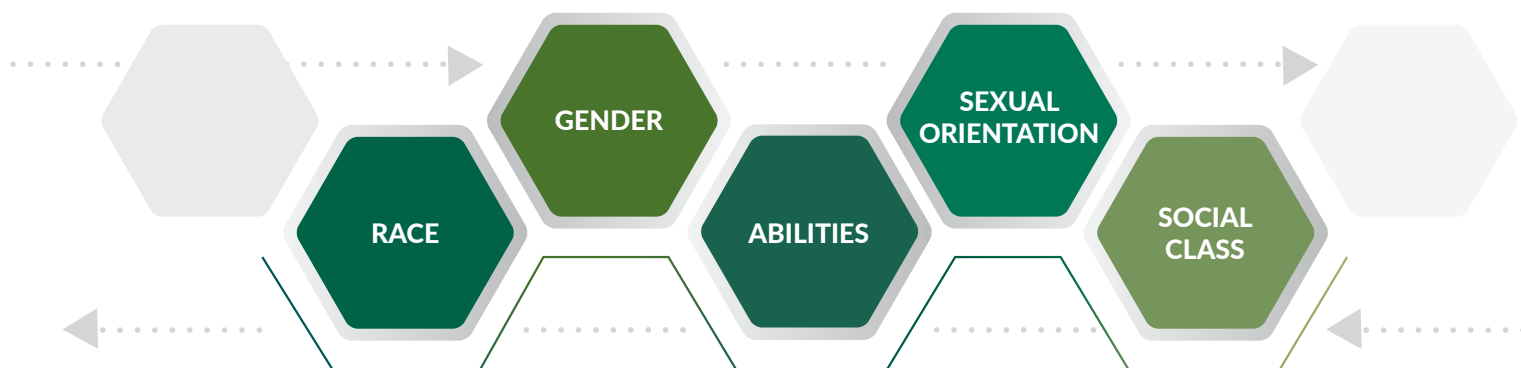 RACE
GENDER
ABILITIES
SEXUAL
ORIENTATION
SOCIAL
CLASS